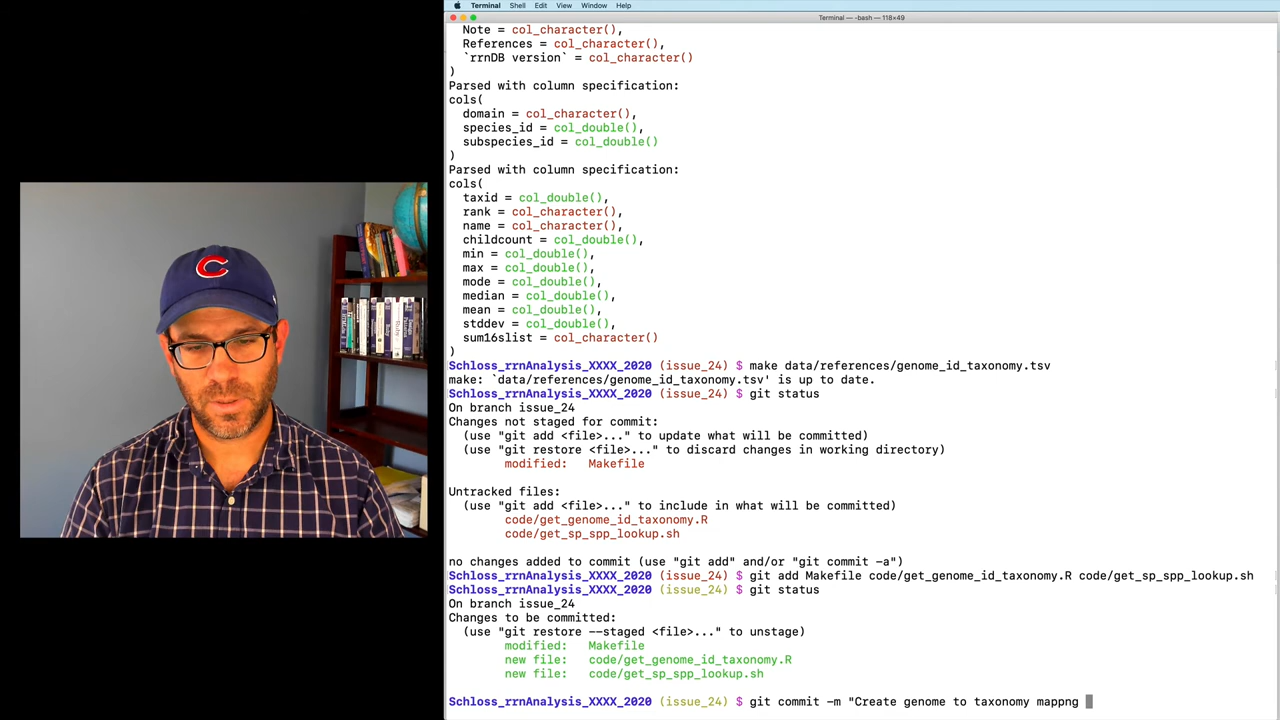 Terminal Shell Edit View Window Help
Terminal — -bash — 118×49
Note = col_character(),
References = col_character(),
`rrnDB version` = col_character()
)
Parsed with column specification:
cols(
domain = col_character(),
species_id = col_double(),
subspecies_id = col_double()
)
Parsed with column specification:
cols(
taxid = col_double(),
rank = col_character(),
name = col_character(),
childcount = col_double(),
min = col_double(),
max = col_double(),
mode = col_double(),
median = col_double(),
mean = col_double(),
stddev = col_double(),
sum16slist = col_character()
)
Schloss_rrnAnalysis_XXXX_2020 (issue_24) $ make data/references/genome_id_taxonomy.tsv
make: `data/references/genome_id_taxonomy.tsv' is up to date.
Schloss_rrnAnalysis_XXXX_2020 (issue_24) $ git status
On branch issue_24
Changes not staged for commit:
(use "git add <file>..." to update what will be committed)
(use "git restore <file>..." to discard changes in working directory)
modified: Makefile
Untracked files:
(use "git add <file>..." to include in what will be committed)
code/get_genome_id_taxonomy.R
code/get_sp_spp_lookup.sh
no changes added to commit (use "git add" and/or "git commit -a")
Schloss_rrnAnalysis_XXXX_2020 (issue_24) $ git add Makefile code/get_genome_id_taxonomy.R code/get_sp_spp_lookup.sh
Schloss_rrnAnalysis_XXXX_2020 (issue_24) $ git status
On branch issue_24
Changes to be committed:
(use "git restore --staged <file>..." to unstage)
modified: Makefile
new file: code/get_genome_id_taxonomy.R
new file: code/get_sp_spp_lookup.sh
Schloss_rrnAnalysis_XXXX_2020 (issue_24) $ git commit -m "Create genome to taxonomy mappng
C